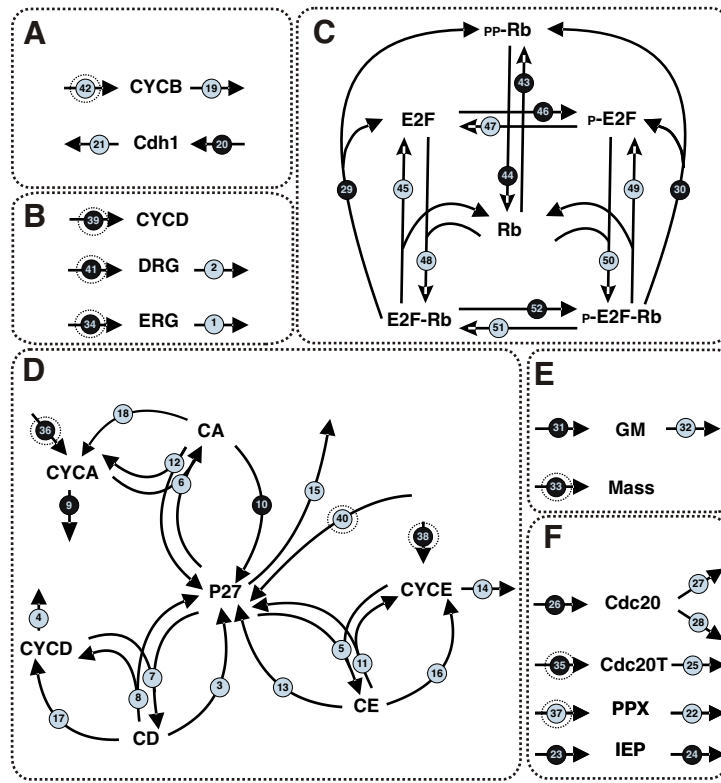 A
42 CYCB 19
21 Cdh1 20
B
39 CYCD
41 DRG 2
34 ERG 1
C
PP-Rb
43
E2F 46 P-E2F
47
29 45 44 49 30
Rb
48 50
E2F-Rb 52 P-E2F-Rb
51
D
18 CA
36
CYCA 12
6
9 10 15
40
38
P27 CYCE 14
4
CYCD
7 5 11
8 3 13 16
17 CE
CD
E
31 GM 32
33 Mass
F
27
26 Cdc20
28
35 Cdc20T 25
37 PPX 22
23 IEP 24